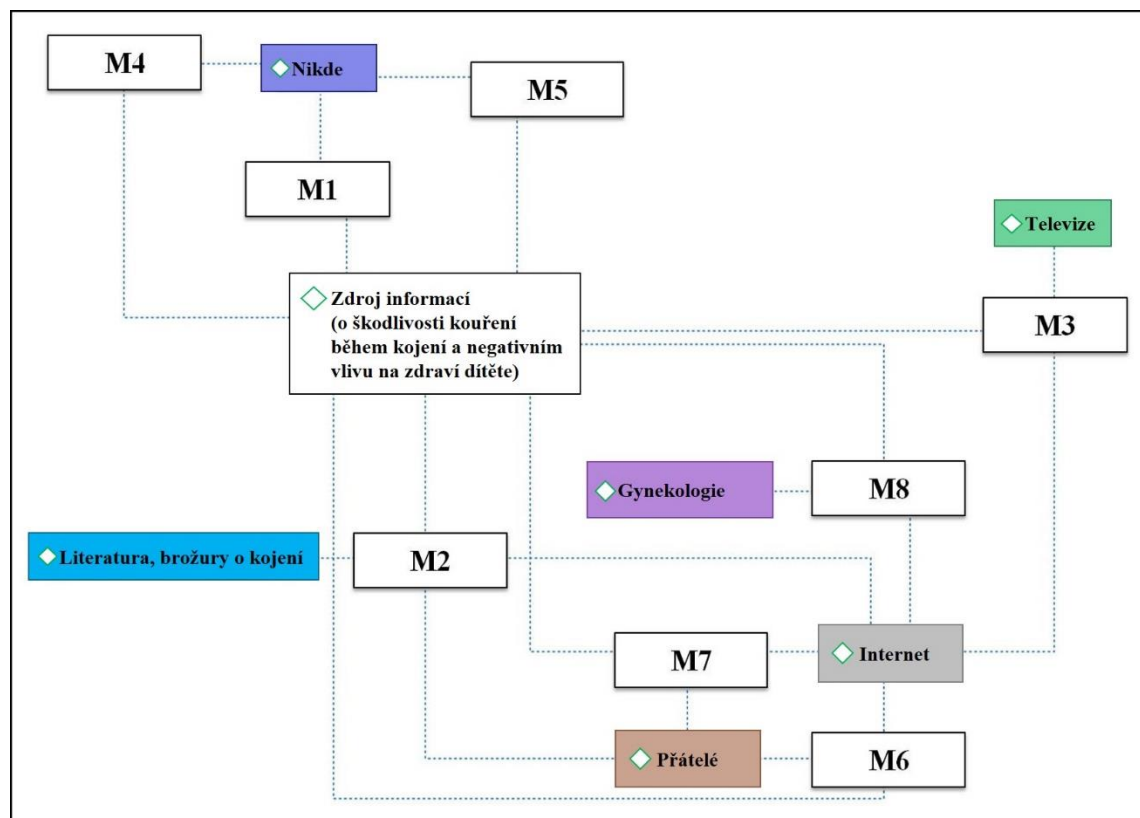 M4
Nikde
M5
M1
Televize
Zdroj informací
(o škodlivosti kouření
během kojení a negativním
vlivu na zdraví dítěte)
M3
Gynekologie
M8
Literatura, brožury o kojení
M2
M7
Internet
Přátelé
M6